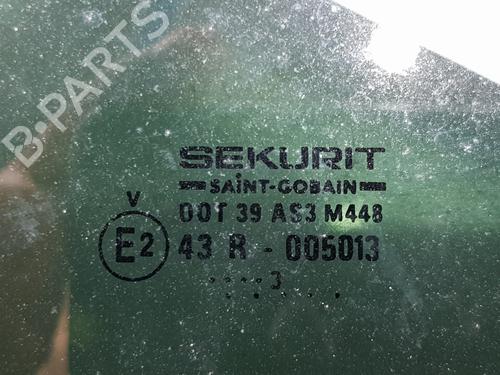 B-PARTS
SEKURIT
SAINT-GOBAIN
DOT 39 AS3 M448
V
E2 43 R - 005013
.... 3 ......